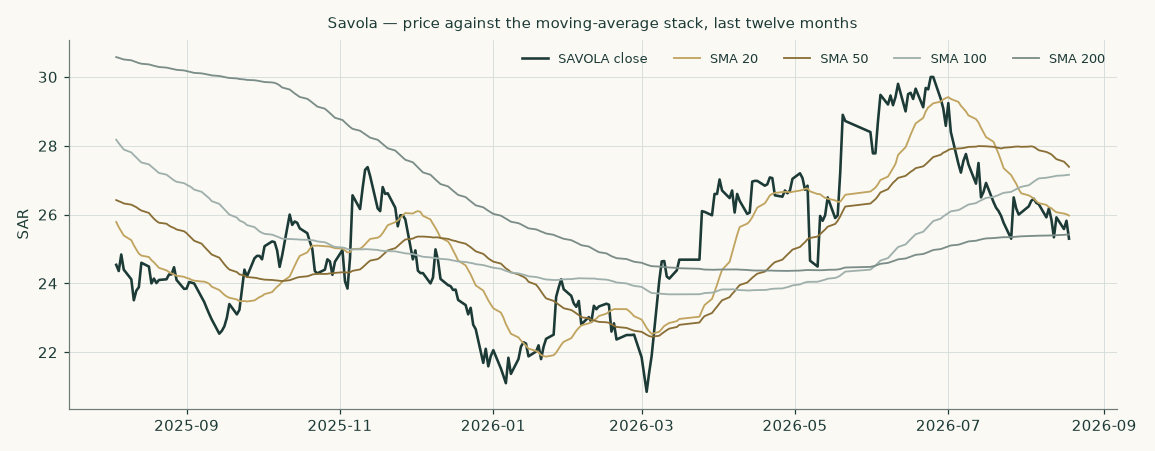 Savola — price against the moving-average stack, last twelve months
SAVOLA close
SMA 20
SMA 50
SMA 100
SMA 200
SAR
30
28
26
24
22
2025-09
2025-11
2026-01
2026-03
2026-05
2026-07
2026-09